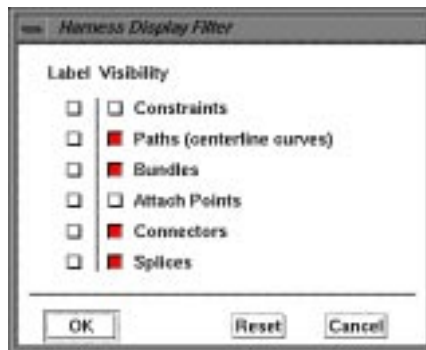 Harness Display Filter
Label Visibility
Constraints
Paths (centerline curves)
Bundles
Attach Points
Connectors
Splices
OK Reset Cancel